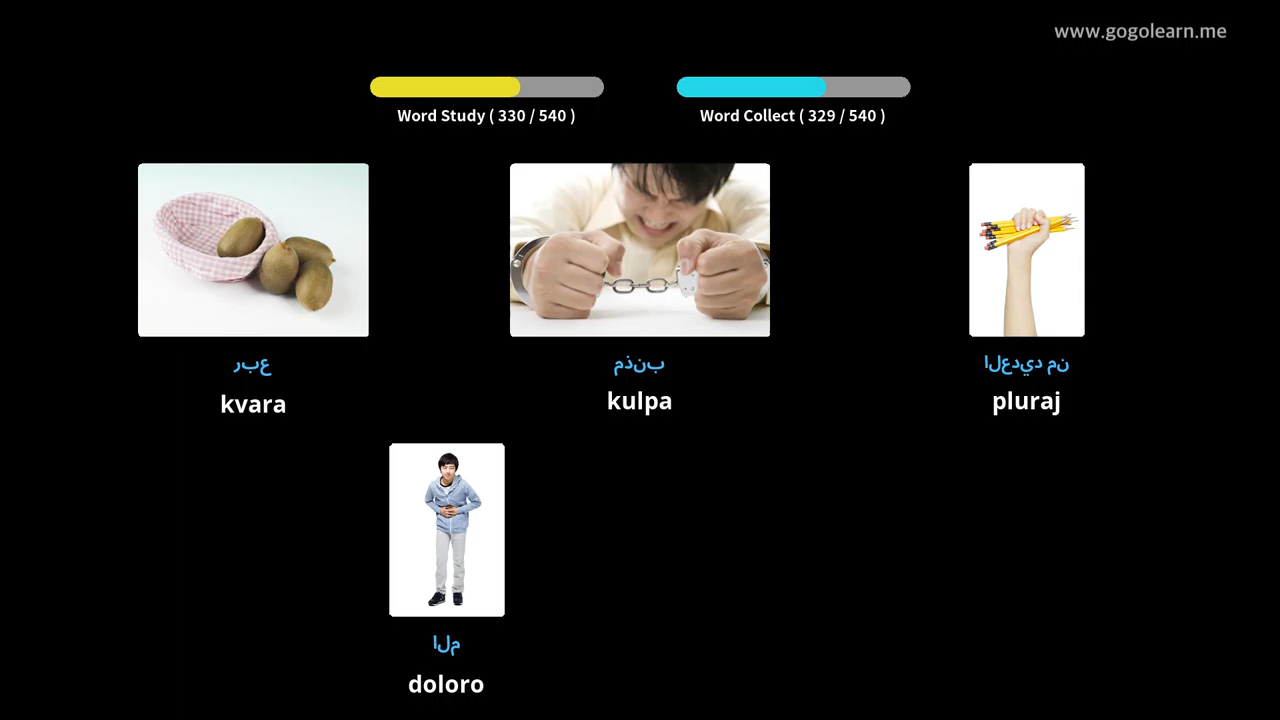 www.gogolearn.me
Word Study ( 330 / 540 )
Word Collect ( 329 / 540 )
ربع
kvara
مذنب
kulpa
العديد من
pluraj
الم
doloro